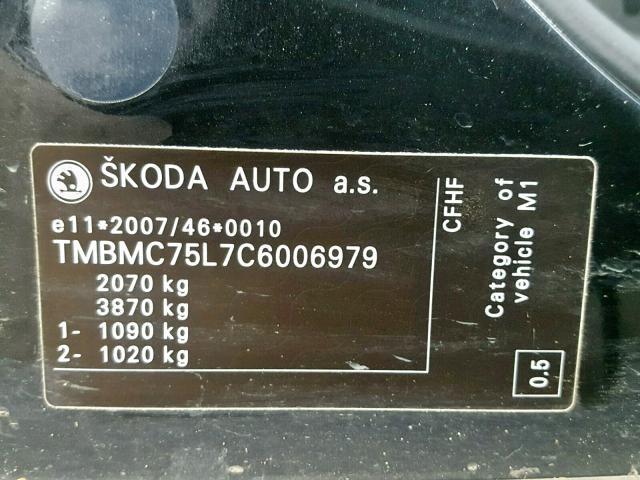 ŠKODA AUTO a.s.
e11*2007/46*0010
TMBMC75L7C6006979
2070 kg
3870 kg
1- 1090 kg
2- 1020 kg
CFHF
Category of
vehicle M1
0.5